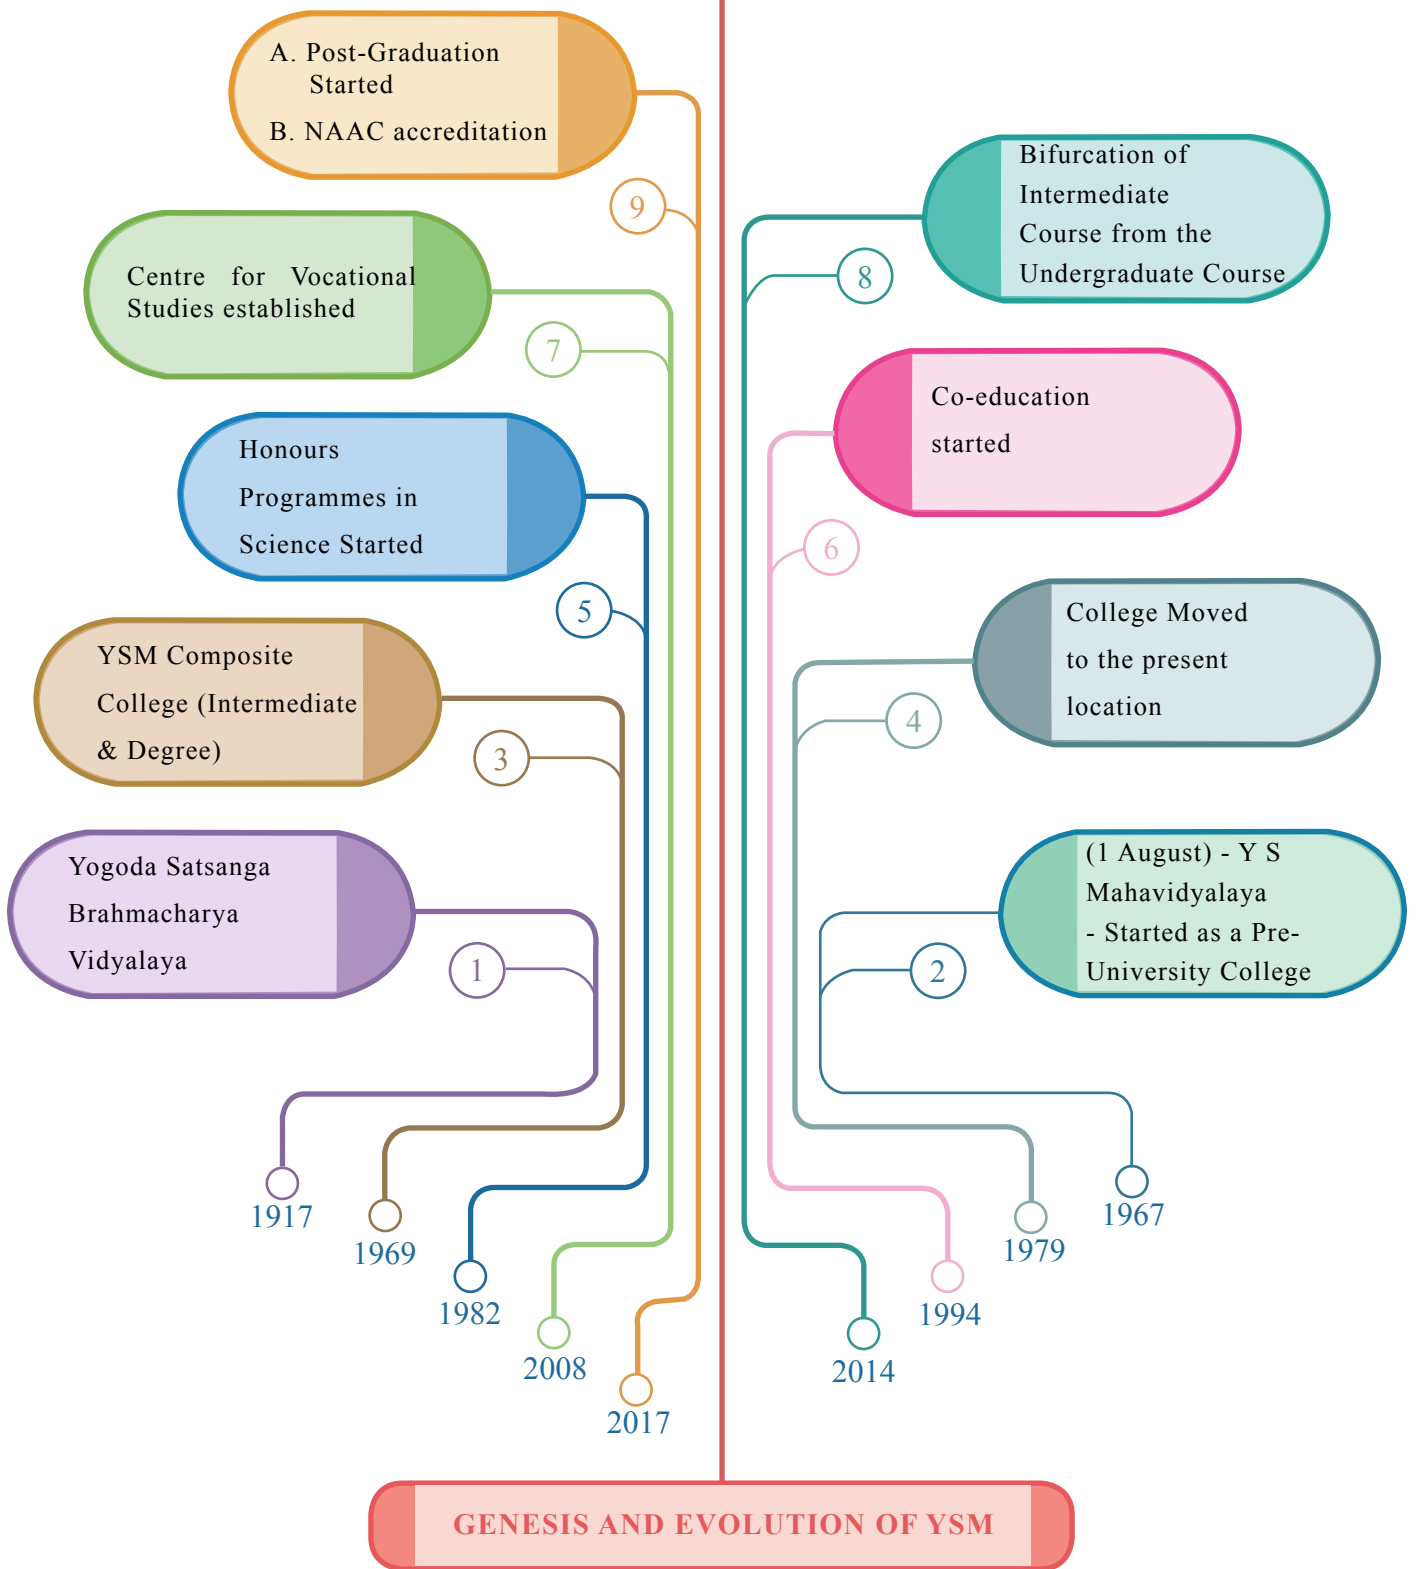 A. Post-Graduation
Started
B. NAAC accreditation
9
Bifurcation of
Intermediate
Course from the
Undergraduate Course
8
Centre for Vocational
Studies established
7
Co-education
started
6
Honours
Programmes in
Science Started
5
College Moved
to the present
location
4
YSM Composite
College (Intermediate
& Degree)
3
(1 August) - Y S
Mahavidyalaya
- Started as a Pre-
University College
2
Yogoda Satsanga
Brahmacharya
Vidyalaya
1
1917
1969
1982
2008
2017
2014
1994
1979
1967
GENESIS AND EVOLUTION OF YSM